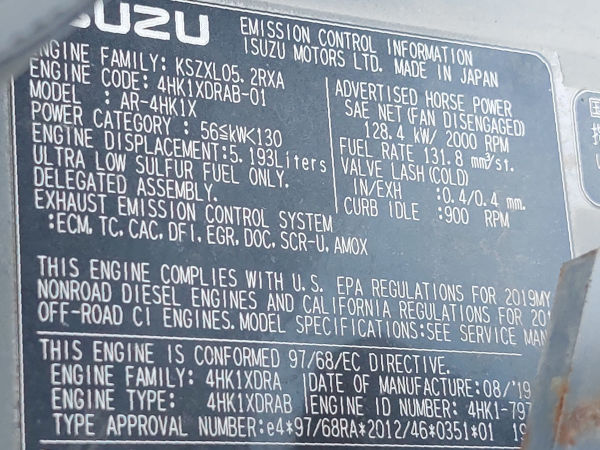 ISUZU
EMISSION CONTROL INFORMATION
ISUZU MOTORS LTD. MADE IN JAPAN
ENGINE FAMILY: KSZXL05.2RXA
ENGINE CODE: 4HK1XDRAB-01
MODEL : AR-4HK1X
POWER CATEGORY : 56≦kW<130
ENGINE DISPLACEMENT:5.193Liters
ULTRA LOW SULFUR FUEL ONLY.
DELEGATED ASSEMBLY.
EXHAUST EMISSION CONTROL SYSTEM
:ECM, TC, CAC, DFI, EGR, DOC, SCR-U, AMOX
ADVERTISED HORSE POWER
SAE NET(FAN DISENGAGED)
128.4 kW/ 2000 RPM
FUEL RATE 131.8 mm³/st.
VALVE LASH(COLD)
IN/EXH :0.4/0.4 mm.
CURB IDLE :900 RPM
THIS ENGINE COMPLIES WITH U.S. EPA REGULATIONS FOR 2019MY
NONROAD DIESEL ENGINES AND CALIFORNIA REGULATIONS FOR 201
OFF-ROAD CI ENGINES.MODEL SPECIFICATIONS:SEE SERVICE MAN
THIS ENGINE IS CONFORMED 97/68/EC DIRECTIVE.
ENGINE FAMILY: 4HK1XDRA DATE OF MANUFACTURE:08/'19
ENGINE TYPE: 4HK1XDRAB ENGINE ID NUMBER: 4HK1-797
TYPE APPROVAL NUMBER:e4*97/68RA*2012/46*0351*01 19